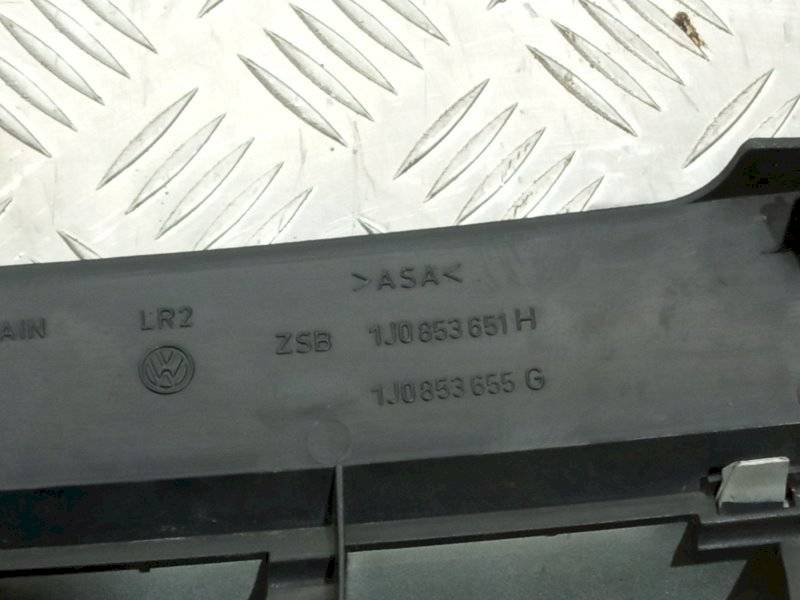 >ASA<
AIN LR2
ZSB 1J0 853 651 H
1J0 853 655 G